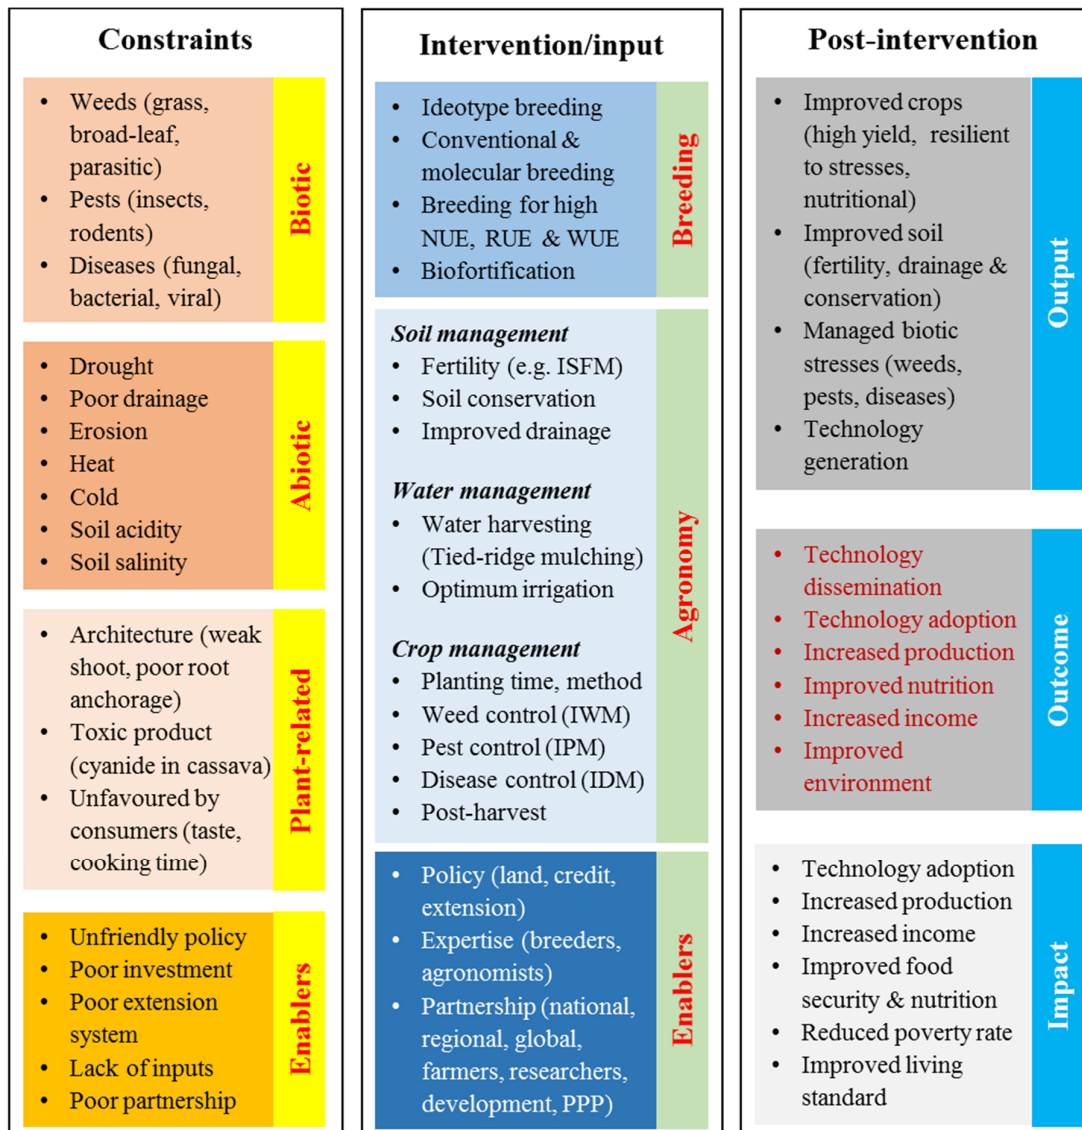 Constraints
• Weeds (grass,
broad-leaf,
parasitic)
• Pests (insects,
rodents)
• Diseases (fungal,
bacterial, viral)
Biotic
• Drought
• Poor drainage
• Erosion
• Heat
• Cold
• Soil acidity
• Soil salinity
Abiotic
• Architecture (weak
shoot, poor root
anchorage)
• Toxic product
(cyanide in cassava)
• Unfavoured by
consumers (taste,
cooking time)
Plant-related
• Unfriendly policy
• Poor investment
• Poor extension
system
• Lack of inputs
• Poor partnership
Enablers
Intervention/input
• Ideotype breeding
• Conventional &
molecular breeding
• Breeding for high
NUE, RUE & WUE
• Biofortification
Breeding
Soil management
• Fertility (e.g. ISFM)
• Soil conservation
• Improved drainage
Water management
• Water harvesting
(Tied-ridge mulching)
• Optimum irrigation
Crop management
• Planting time, method
• Weed control (IWM)
• Pest control (IPM)
• Disease control (IDM)
• Post-harvest
Agronomy
• Policy (land, credit,
extension)
• Expertise (breeders,
agronomists)
• Partnership (national,
regional, global,
farmers, researchers,
development, PPP)
Enablers
Post-intervention
• Improved crops
(high yield, resilient
to stresses,
nutritional)
• Improved soil
(fertility, drainage &
conservation)
• Managed biotic
stresses (weeds,
pests, diseases)
• Technology
generation
Output
• Technology
dissemination
• Technology adoption
• Increased production
• Improved nutrition
• Increased income
• Improved
environment
Outcome
• Technology adoption
• Increased production
• Increased income
• Improved food
security & nutrition
• Reduced poverty rate
• Improved living
standard
Impact